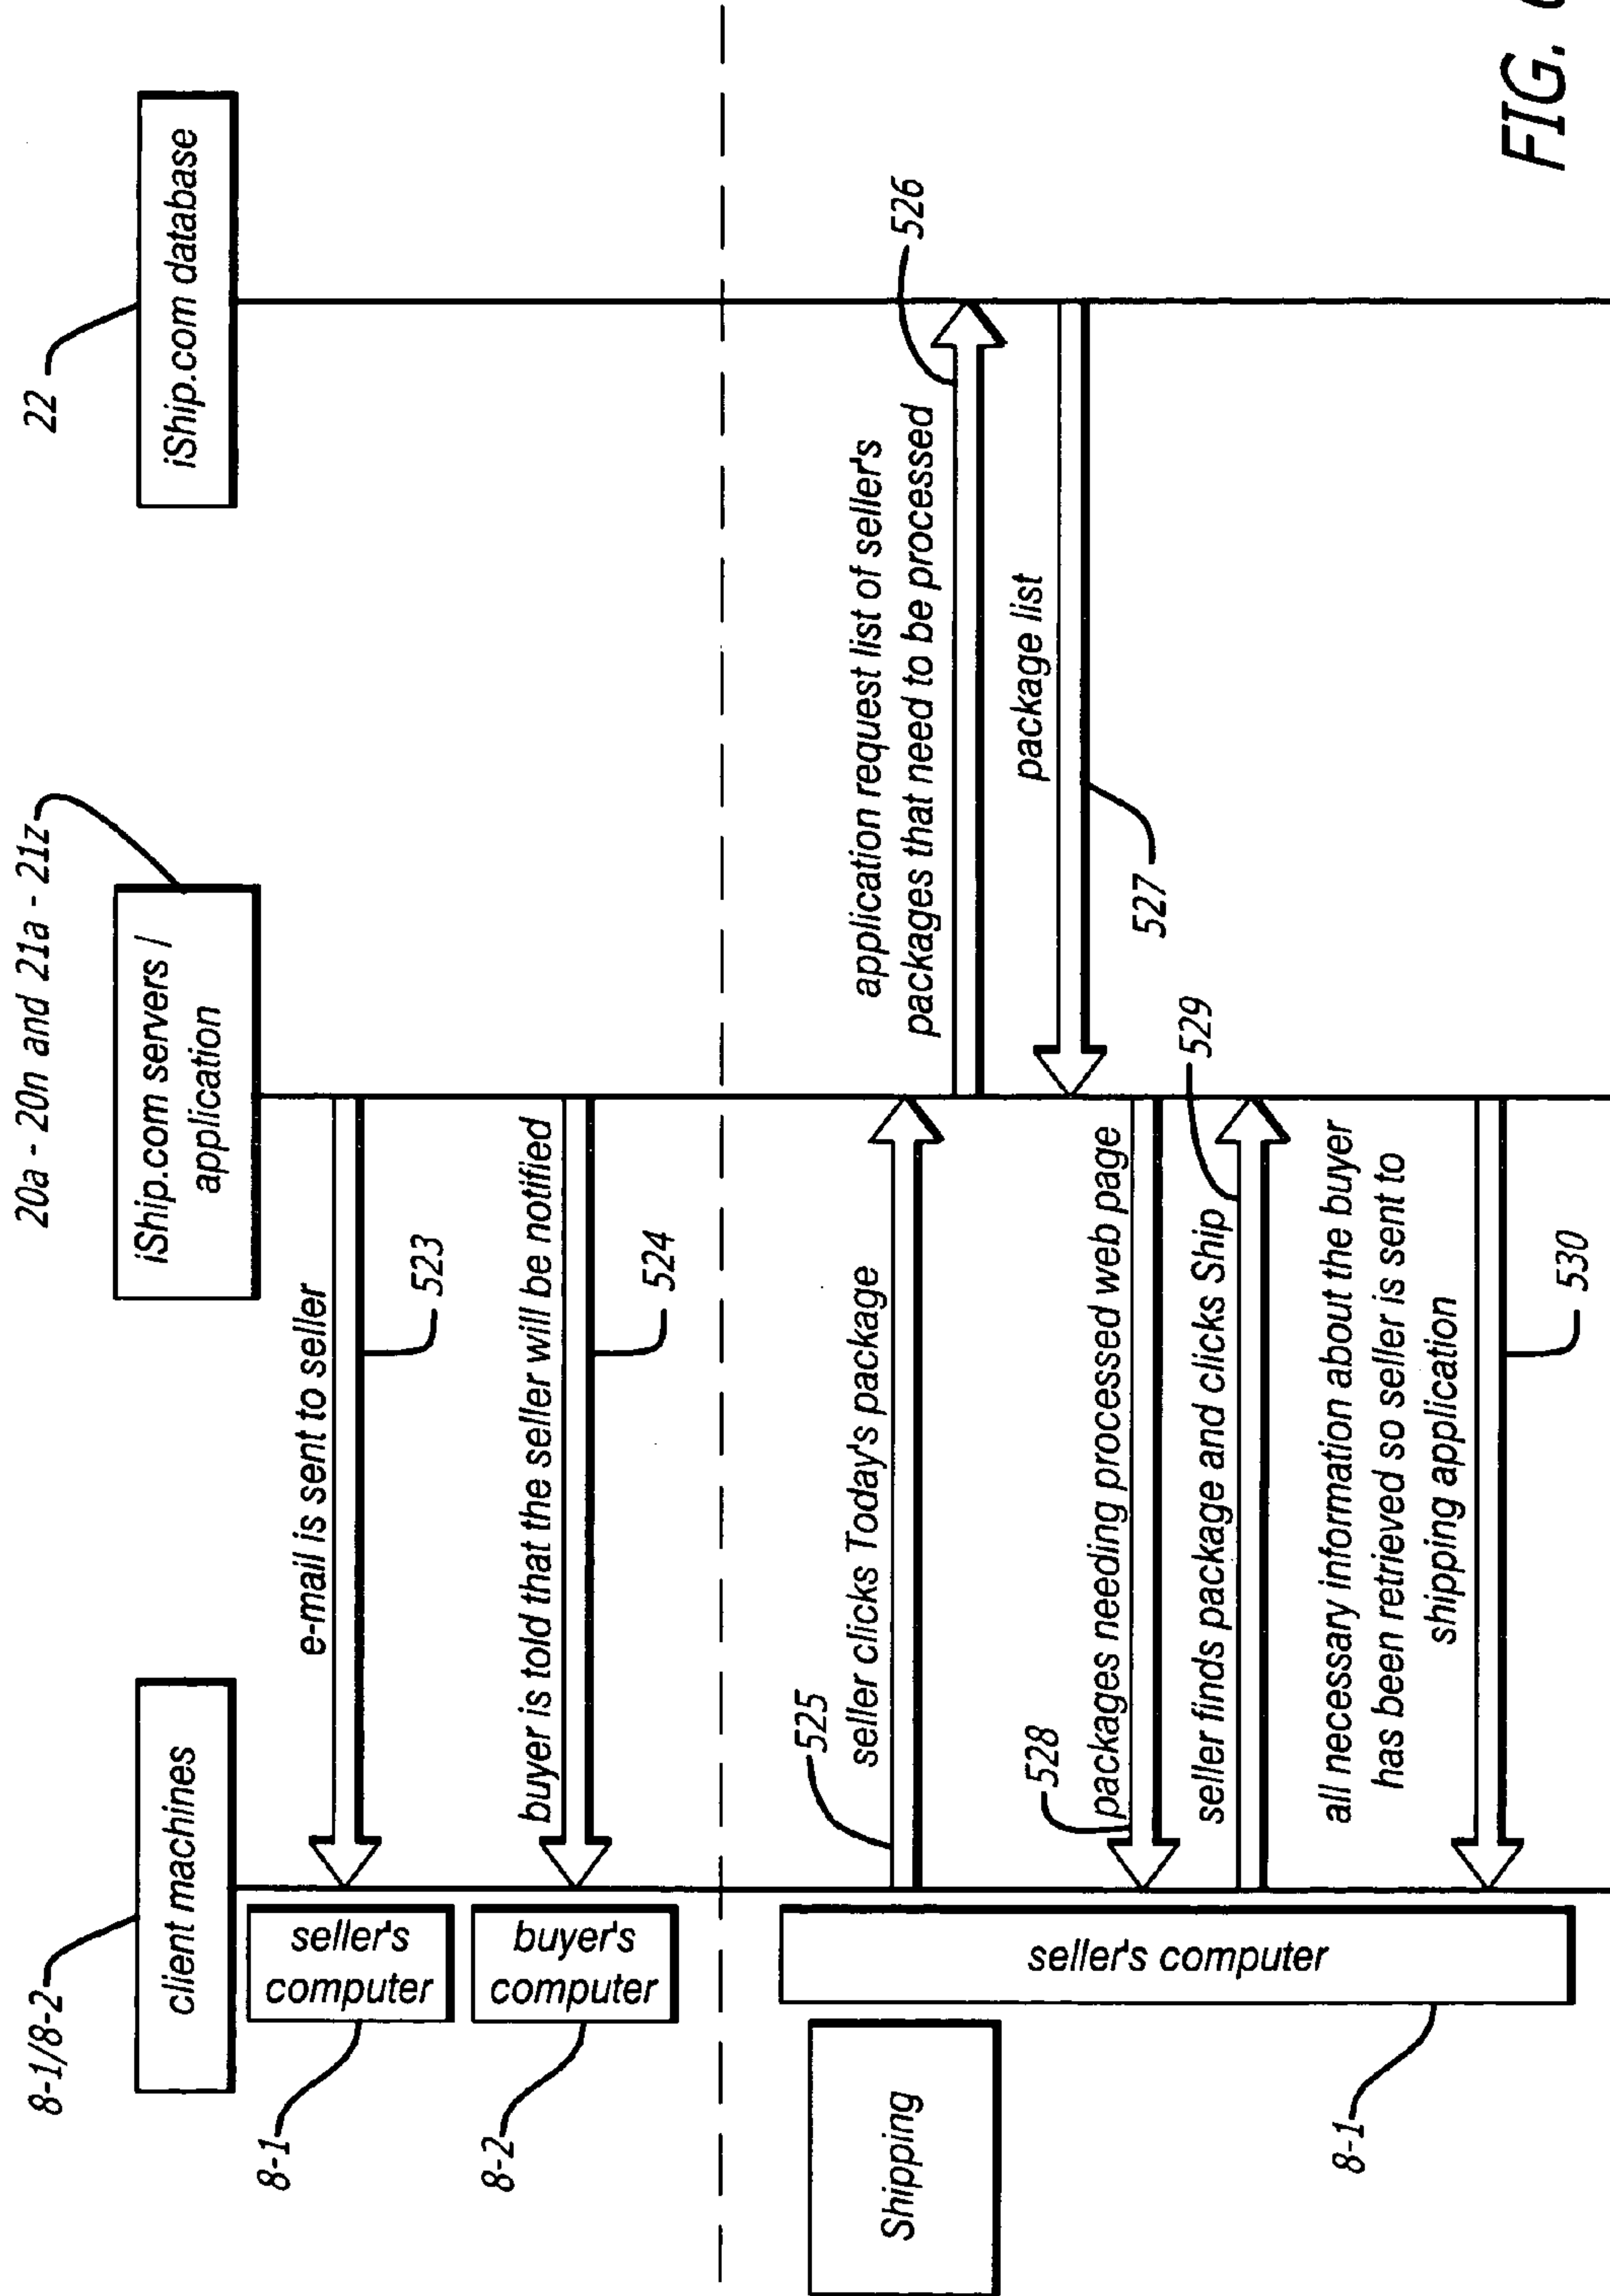 8-1/8-2
client machines
20a - 20n and 21a - 21z
iShip.com servers /
application
22
iShip.com database
8-1
seller's
computer
e-mail is sent to seller
523
8-2
buyer's
computer
buyer is told that the seller will be notified
524
Shipping
seller's computer
8-1
525
seller clicks Today's package
application request list of seller's
packages that need to be processed
526
package list
527
528
packages needing processed web page
seller finds package and clicks Ship
529
all necessary information about the buyer
has been retrieved so seller is sent to
shipping application
530
FIG.